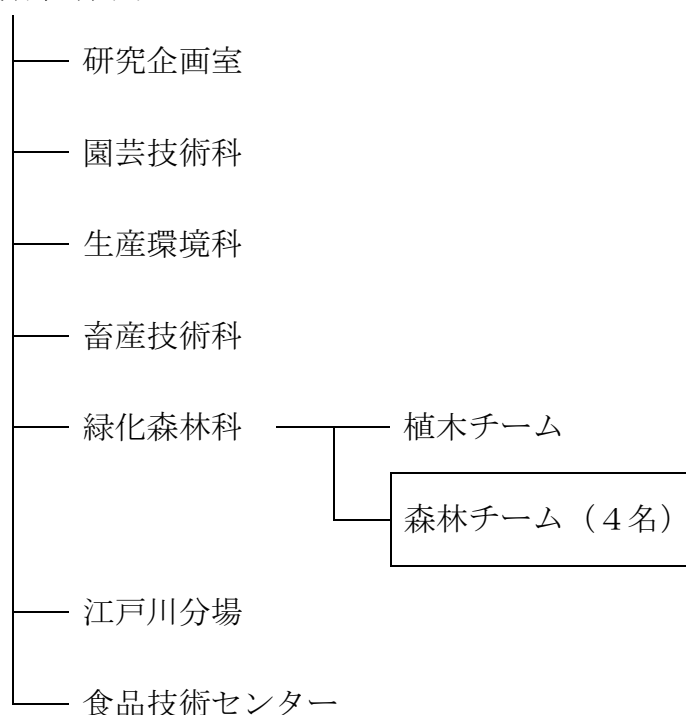 研究企画室
園芸技術科
生産環境科
畜産技術科
緑化森林科
植木チーム
森林チーム（４名）
江戸川分場
食品技術センター